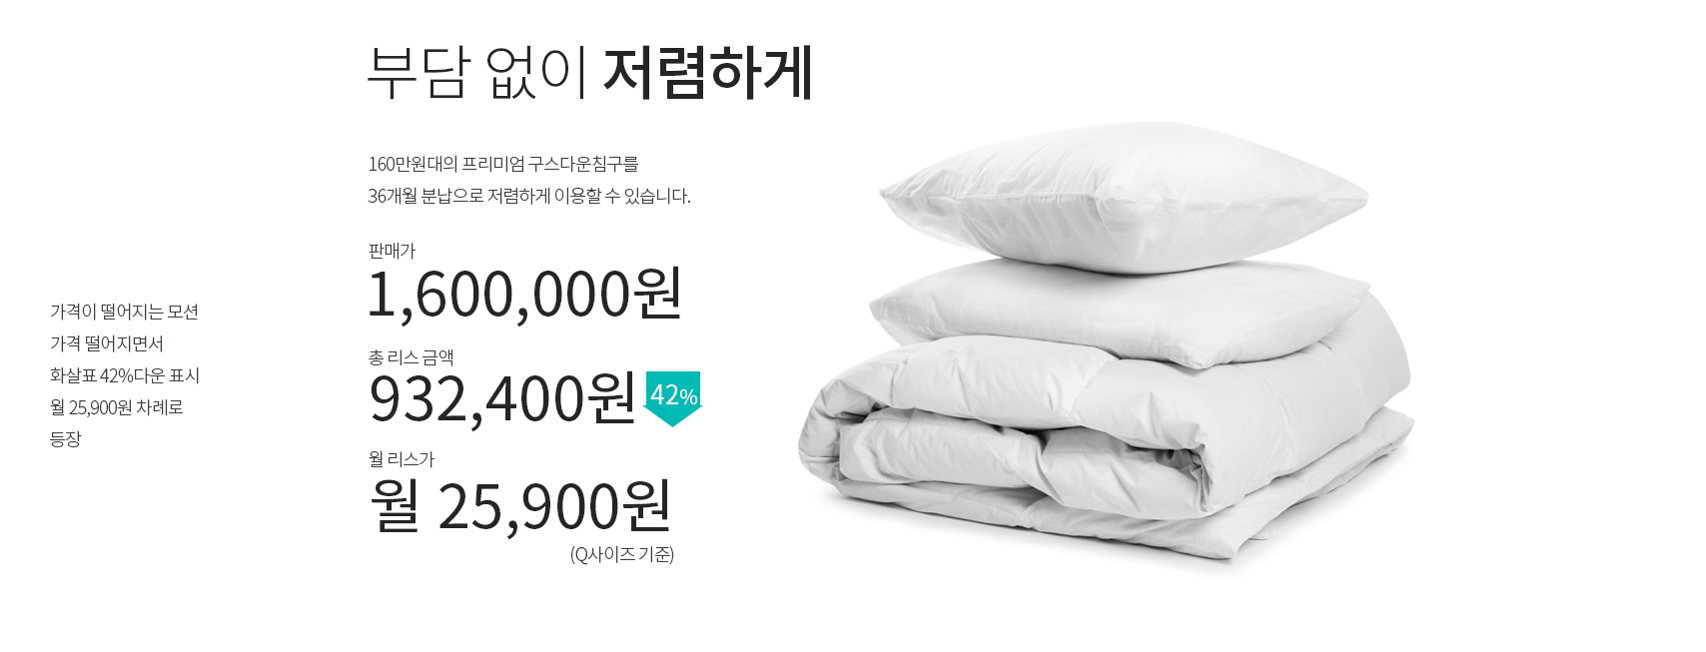 부담 없이 저렴하게
160만원대의 프리미엄 구스다운침구를
36개월 분납으로 저렴하게 이용할 수 있습니다.
판매가
1,600,000원
총 리스 금액
932,400원 42%
월 리스가
월 25,900원
(Q사이즈 기준)
가격이 떨어지는 모션
가격 떨어지면서
화살표 42%다운 표시
월 25,900원 차례로
등장